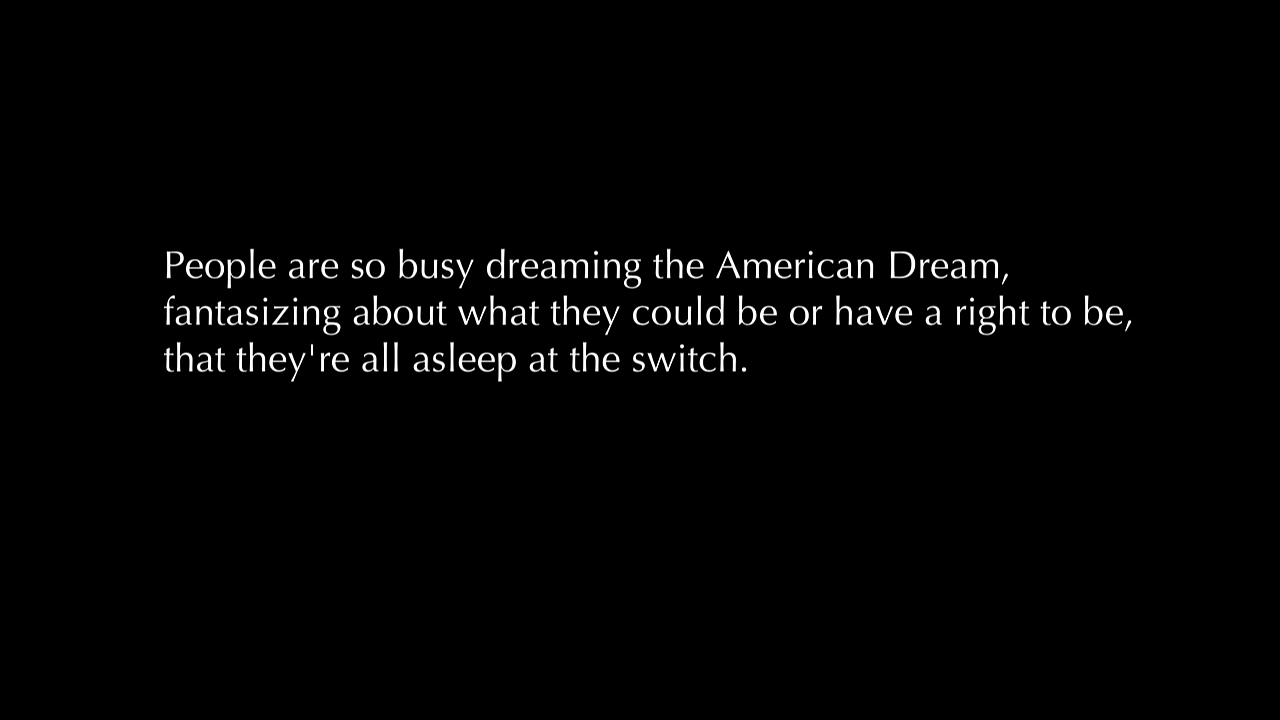 People are so busy dreaming the American Dream,
fantasizing about what they could be or have a right to be,
that they're all asleep at the switch.